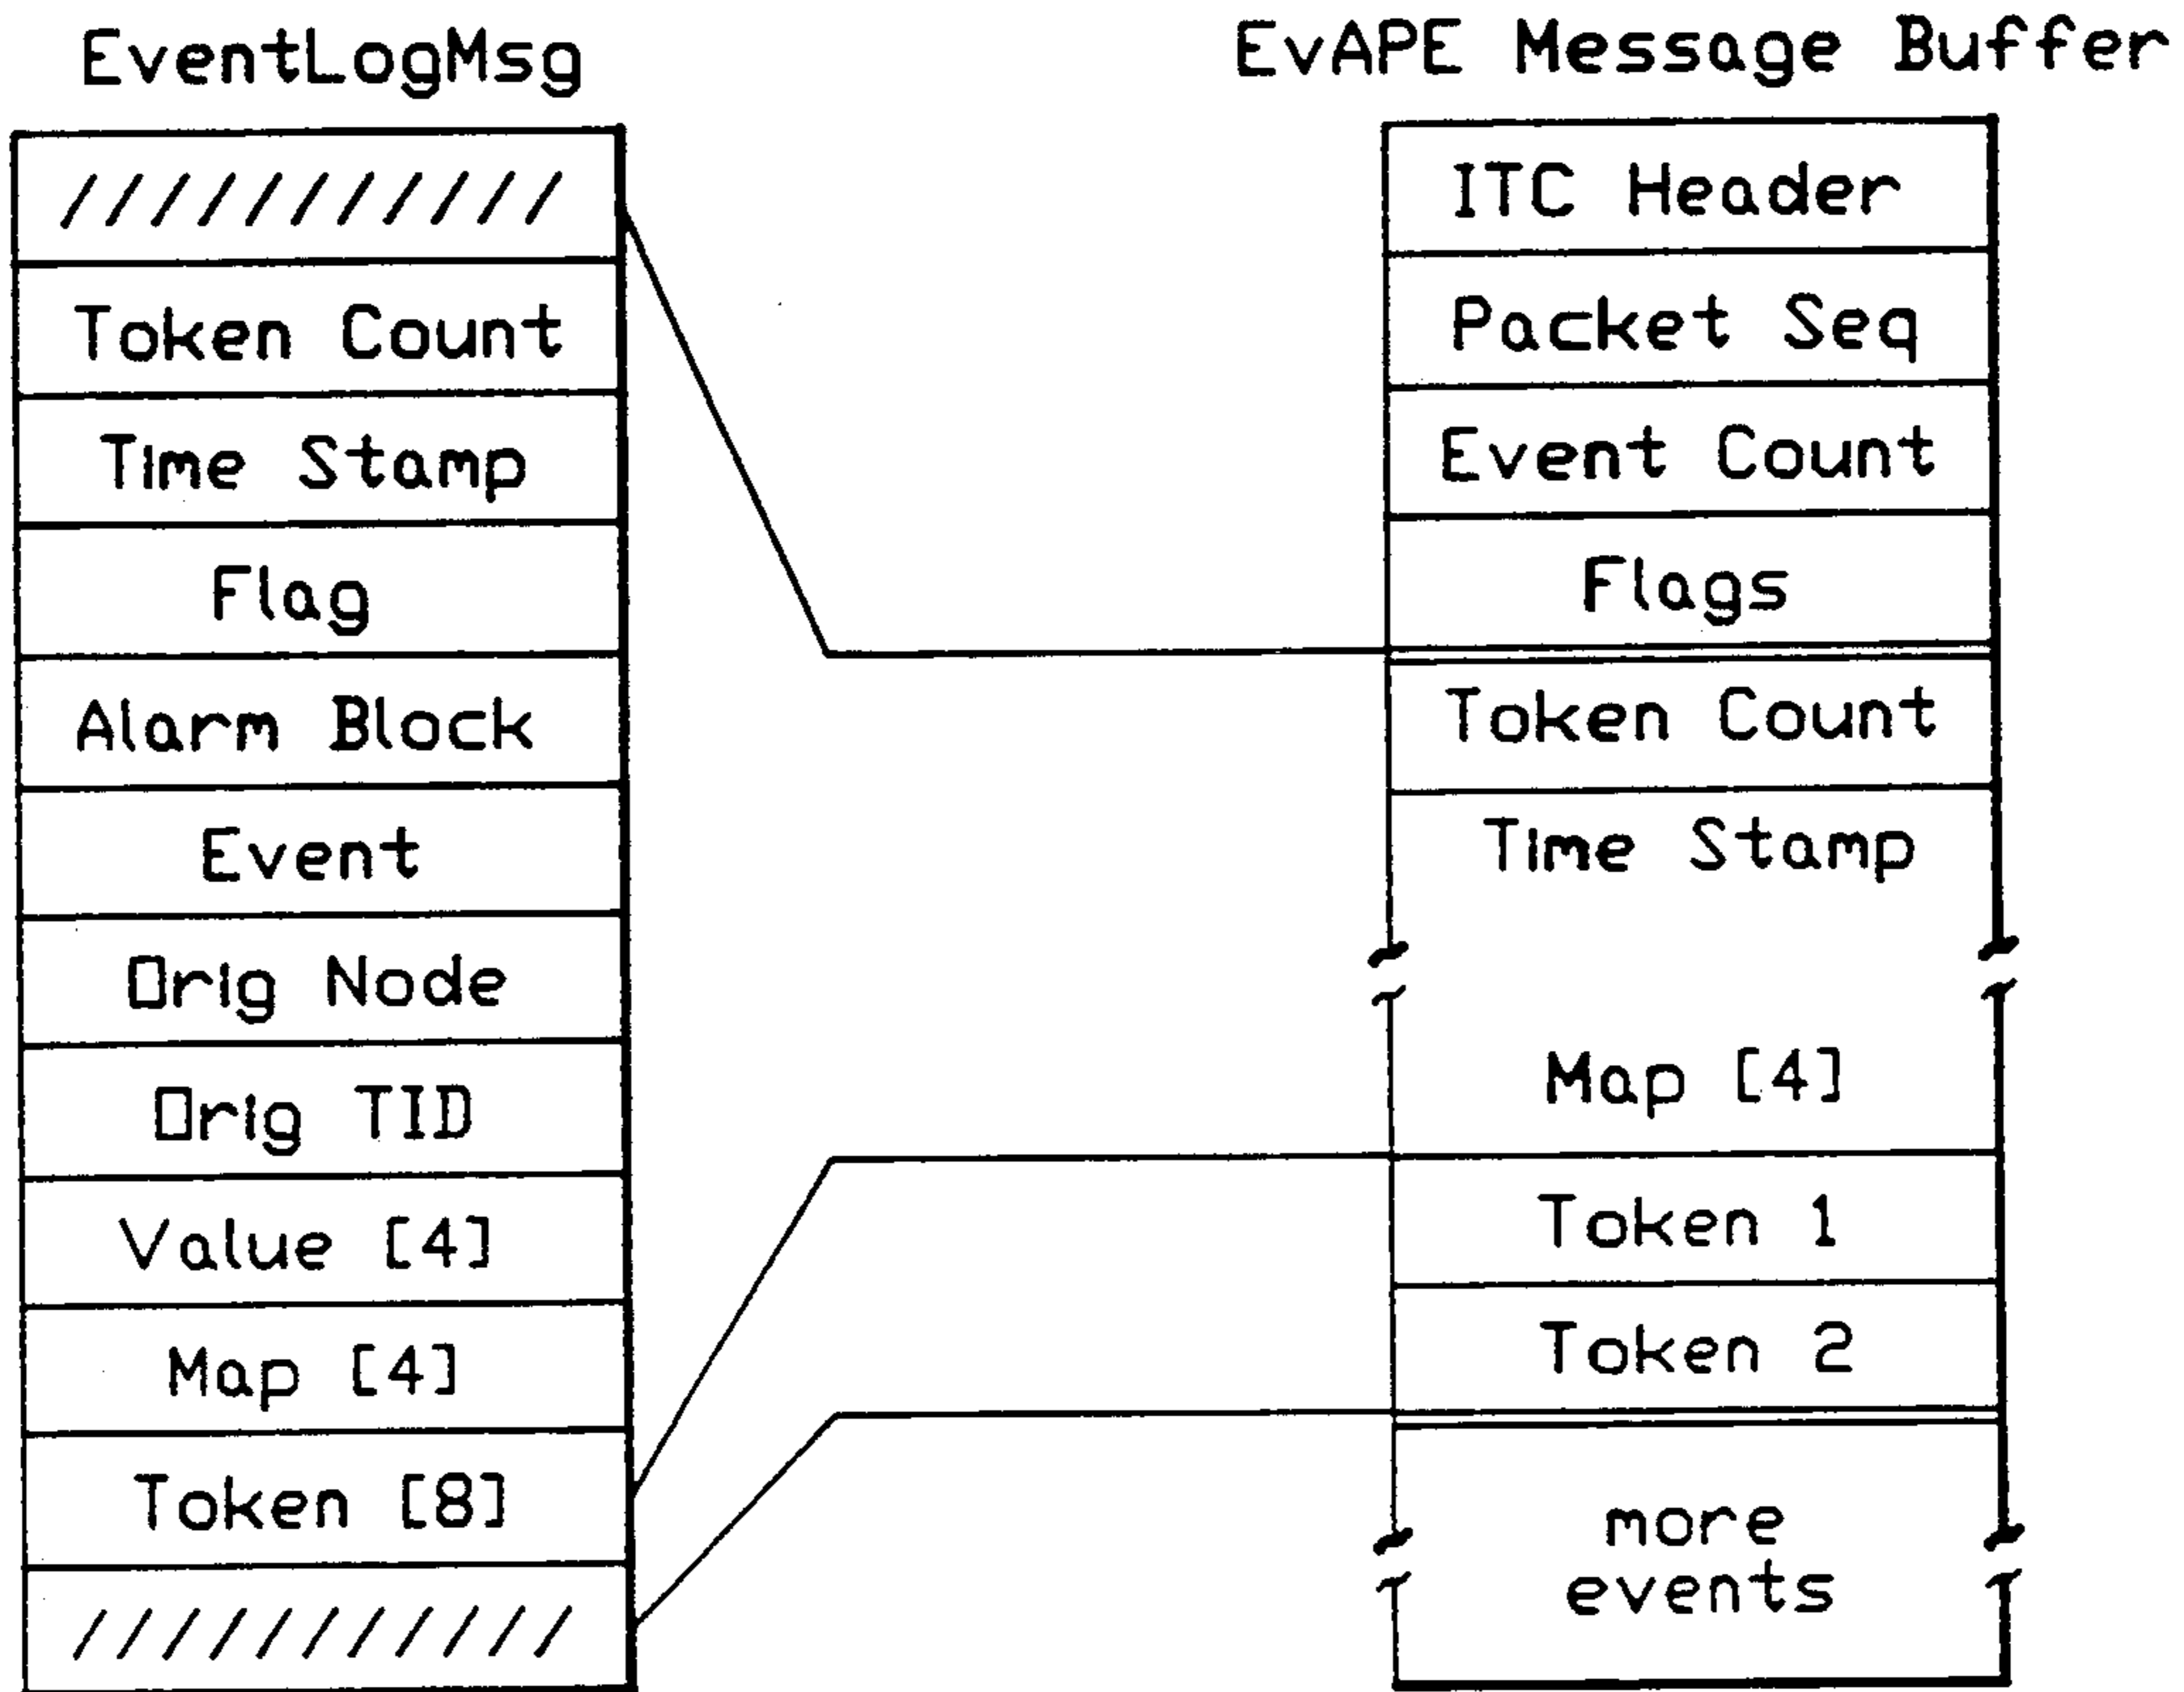 EventLogMsg
///////////
Token Count
Time Stamp
Flag
Alarm Block
Event
Orig Node
Orig TID
Value [4]
Map [4]
Token [8]
///////////
EvAPE Message Buffer
ITC Header
Packet Seq
Event Count
Flags
Token Count
Time Stamp
Map [4]
Token 1
Token 2
more
events